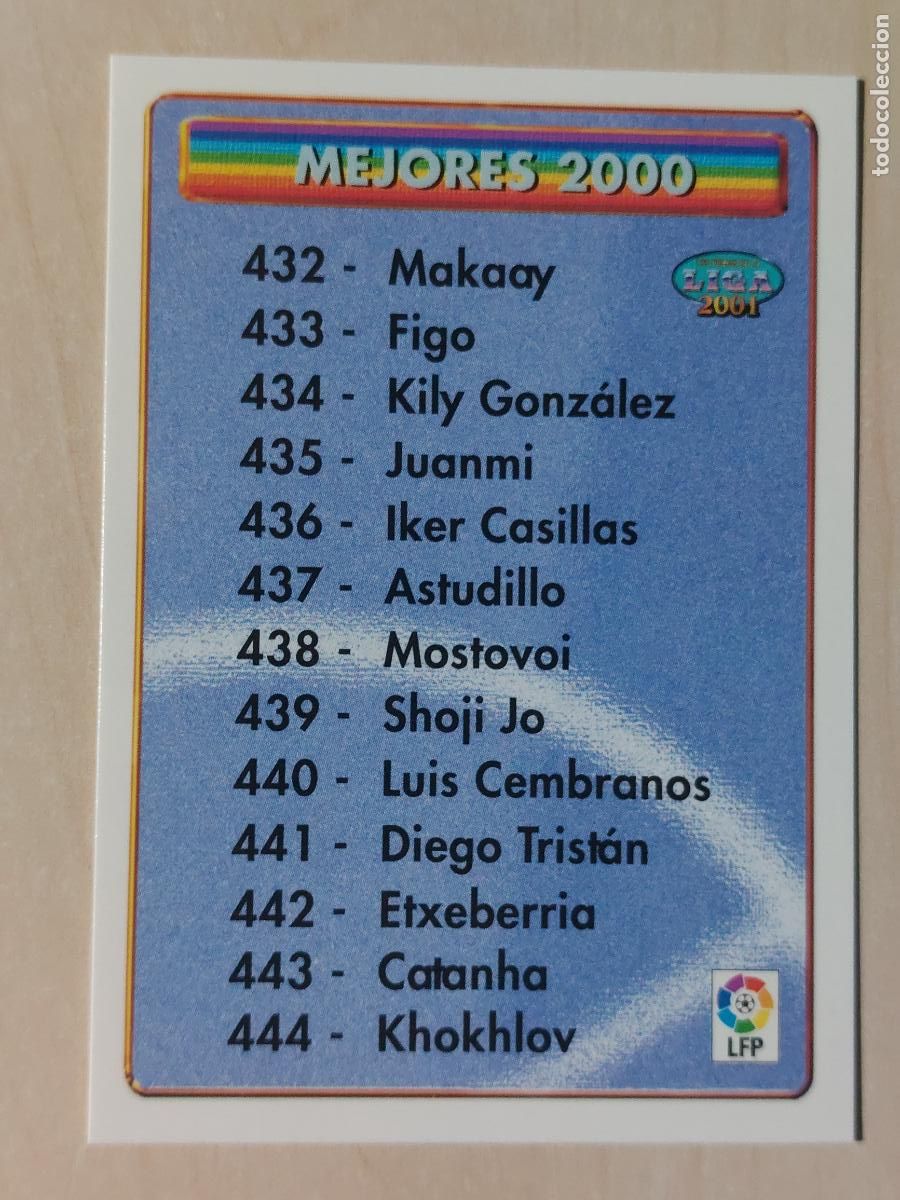 MEJORES 2000
432 - Makaay
433 - Figo
434 - Kily González
435 - Juanmi
436 - Iker Casillas
437 - Astudillo
438 - Mostovoi
439 - Shoji Jo
440 - Luis Cembranos
441 - Diego Tristán
442 - Etxeberria
443 - Catanha
444 - Khokhlov
LIGA
2001
LFP
todocoleccion